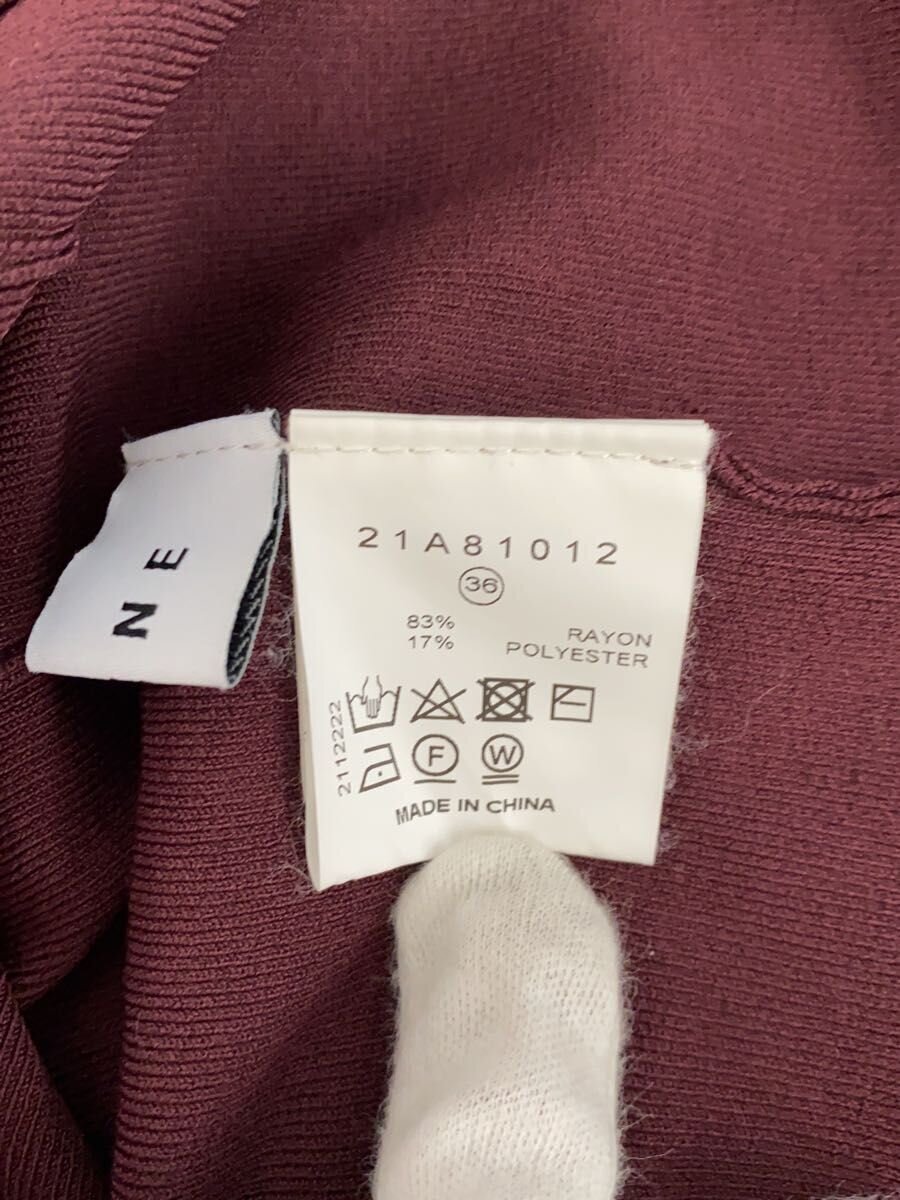 NE
21A81012
36
83% RAYON
17% POLYESTER
2112222
F W
MADE IN CHINA